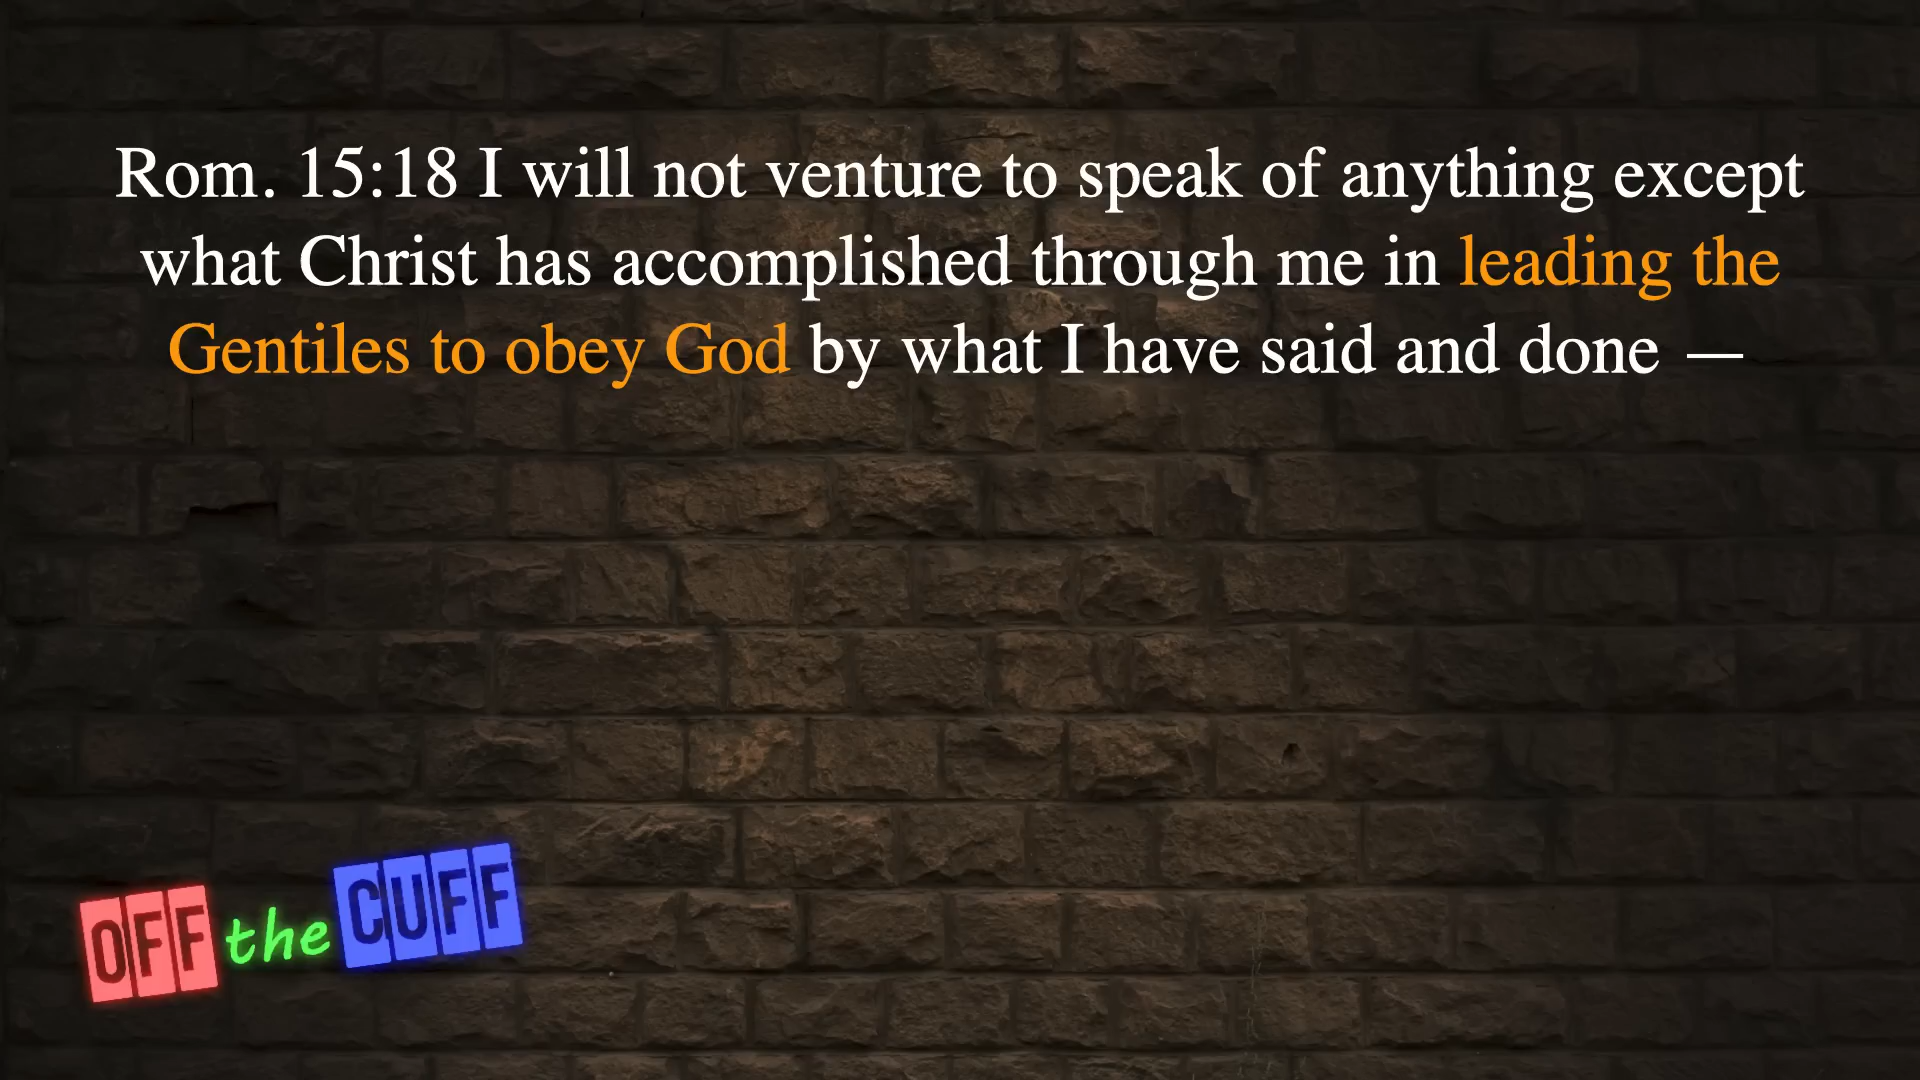 Rom. 15:18 I will not venture to speak of anything except
what Christ has accomplished through me in leading the
Gentiles to obey God by what I have said and done —
OFF the CUFF